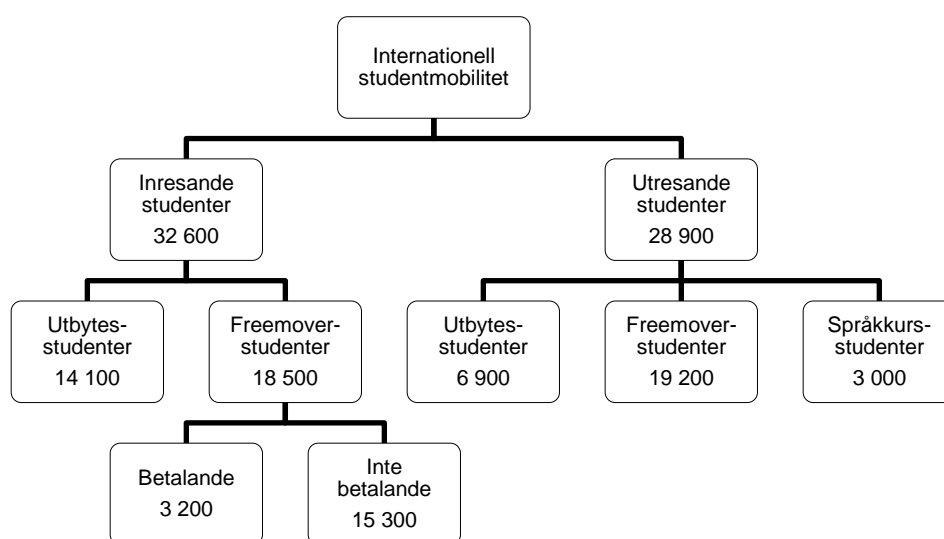 Internationell
studentmobilitet
Inresande
studenter
32 600
Utresande
studenter
28 900
Utbytes-
studenter
14 100
Freemover-
studenter
18 500
Utbytes-
studenter
6 900
Freemover-
studenter
19 200
Språkkurs-
studenter
3 000
Betalande
3 200
Inte
betalande
15 300